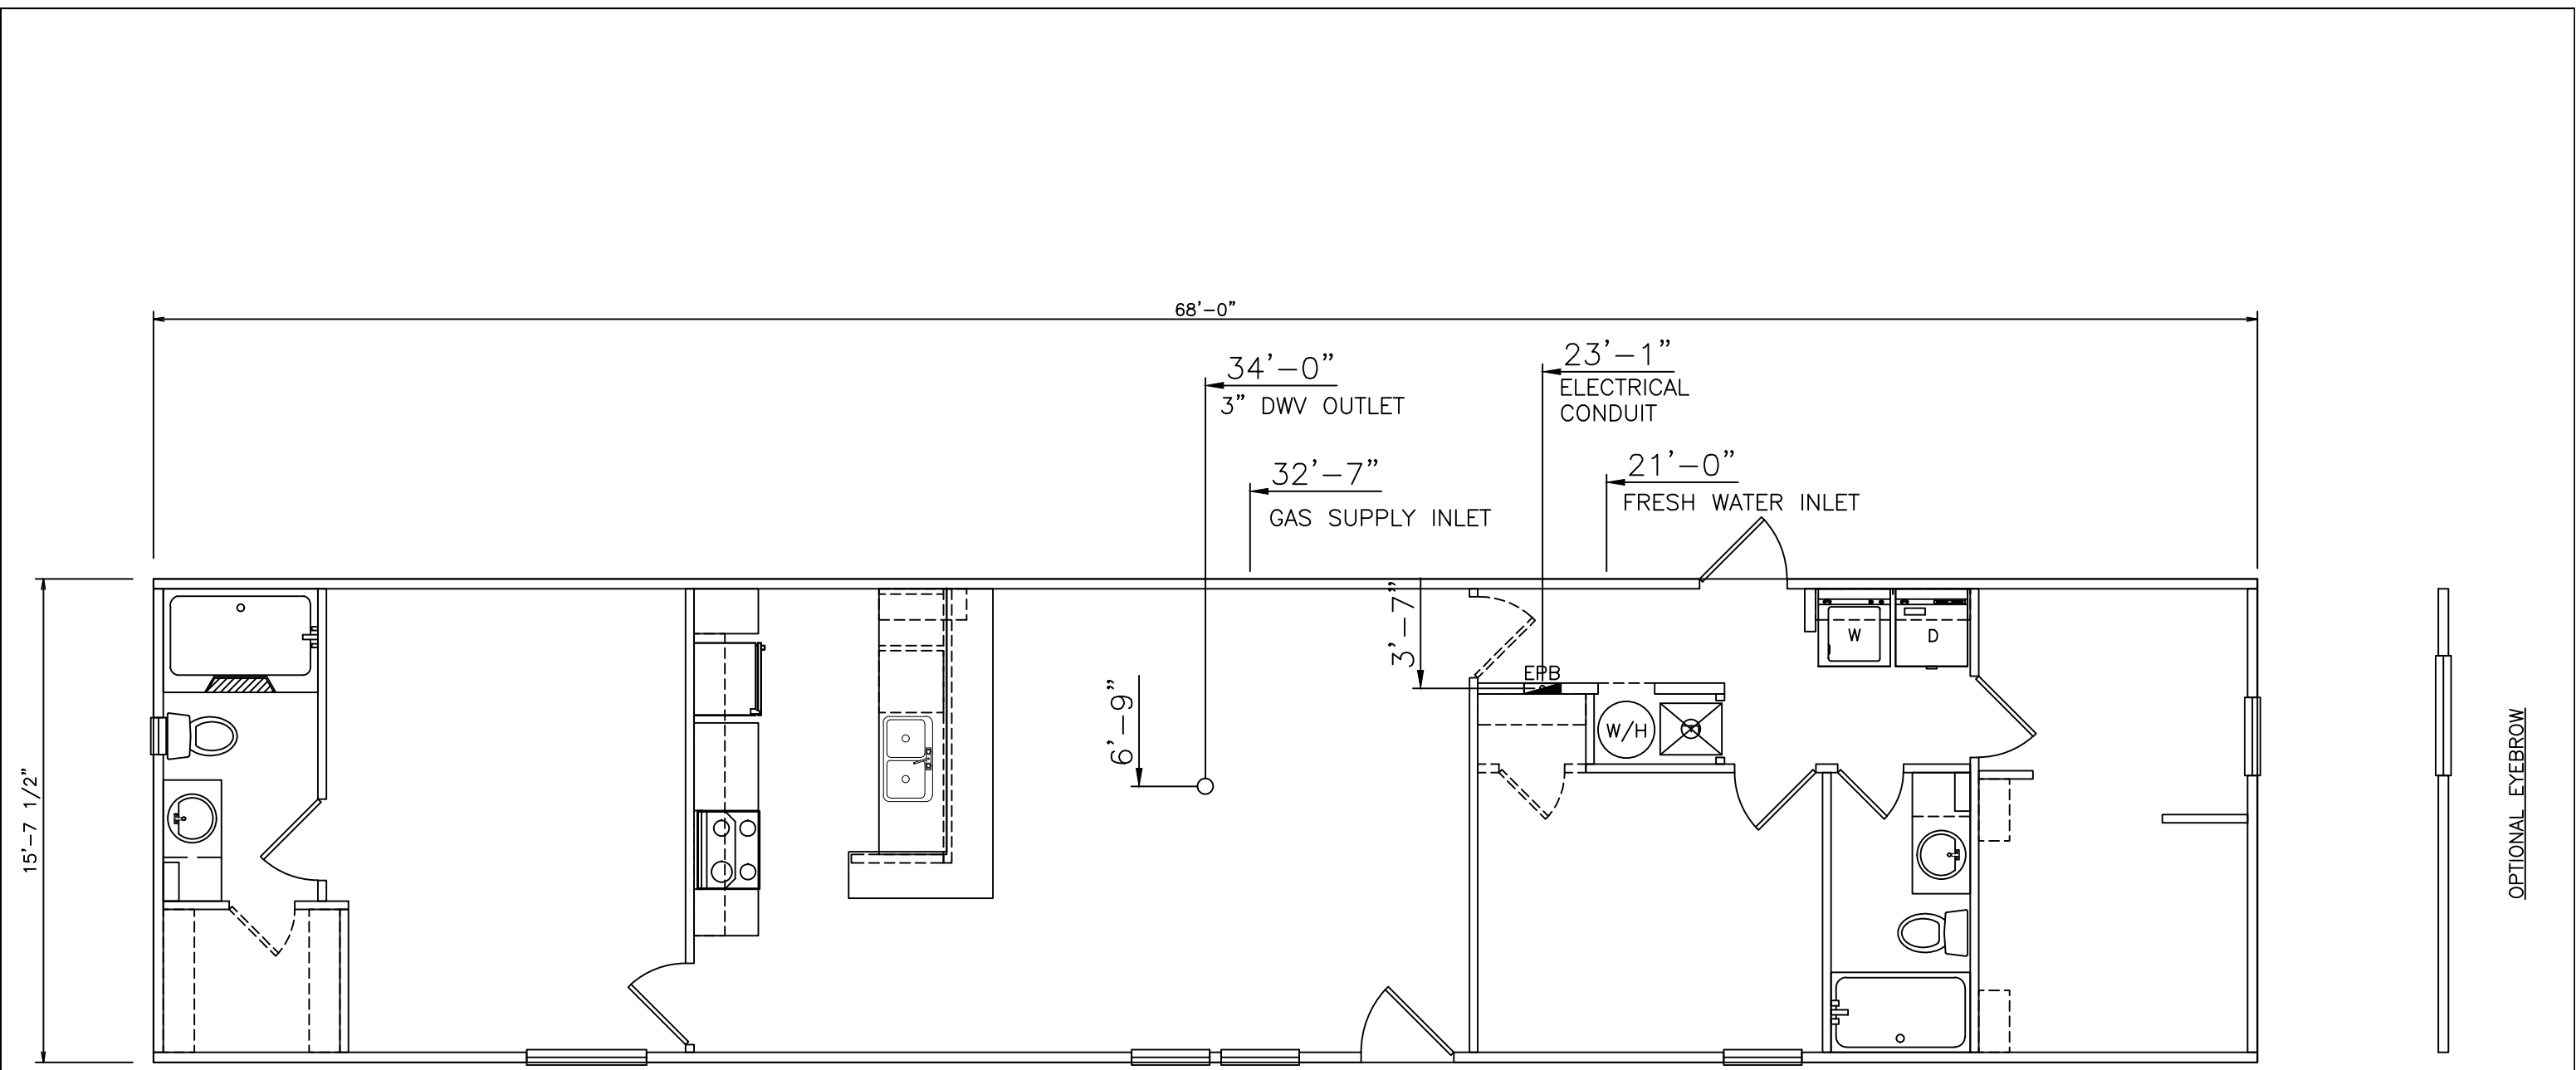 68'-0"
34'-0"
3" DWV OUTLET
23'-1"
ELECTRICAL
CONDUIT
32'-7"
GAS SUPPLY INLET
21'-0"
FRESH WATER INLET
3'-7"
W
D
EPB
6'-9"
W/H
15'-7 1/2"
OPTIONAL EYEBROW